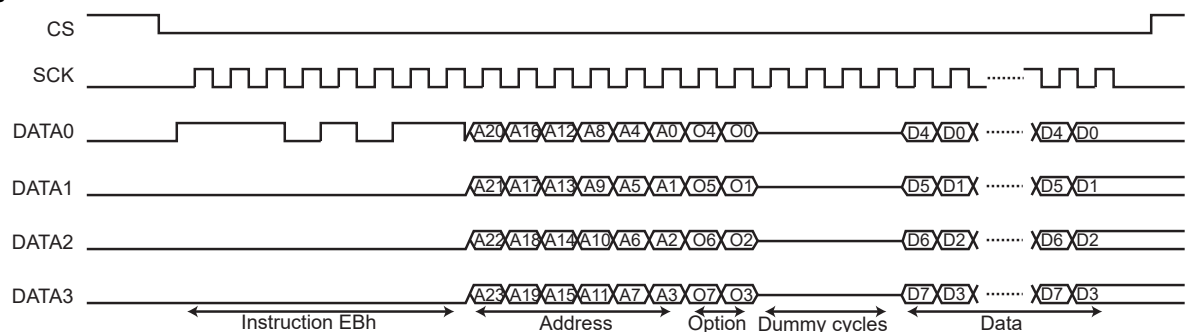 CS
SCK
DATA0 A20 A16 A12 A8 A4 A0 O4 O0 D4 D0 D4 D0
DATA1 A21 A17 A13 A9 A5 A1 O5 O1 D5 D1 D5 D1
DATA2 A22 A18 A14 A10 A6 A2 O6 O2 D6 D2 D6 D2
DATA3 A23 A19 A15 A11 A7 A3 O7 O3 D7 D3 D7 D3
Instruction EBh Address Option Dummy cycles Data